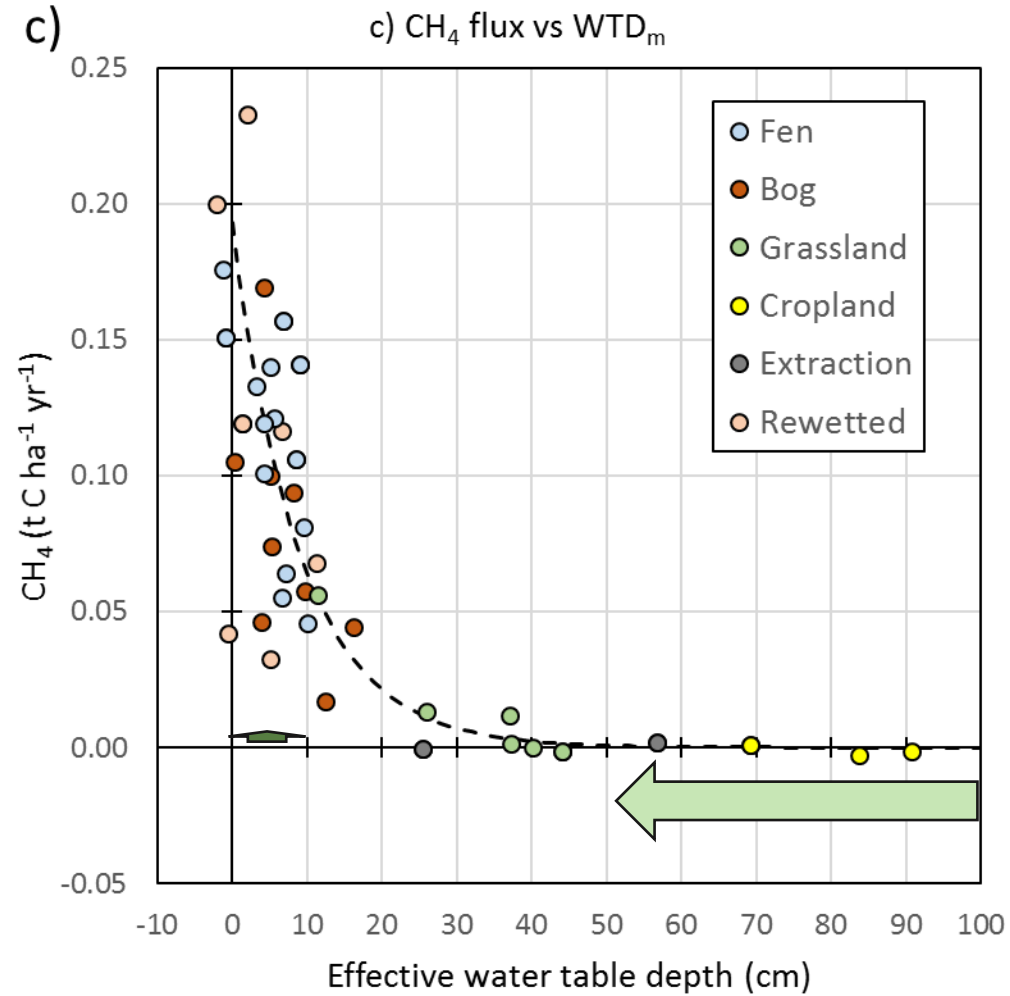 c)
c) CH₄ flux vs WTDₘ
0.25
0.20
0.15
0.10
0.05
0.00
-0.05
CH₄ (t C ha⁻¹ yr⁻¹)
Fen
Bog
Grassland
Cropland
Extraction
Rewetted
-10 0 10 20 30 40 50 60 70 80 90 100
Effective water table depth (cm)